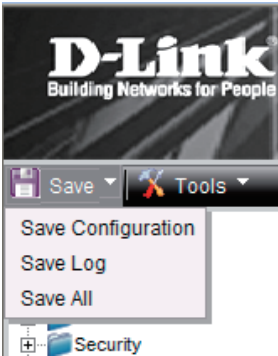 D-Link
Building Networks for People
Save Tools
Save Configuration
Save Log
Save All
Security